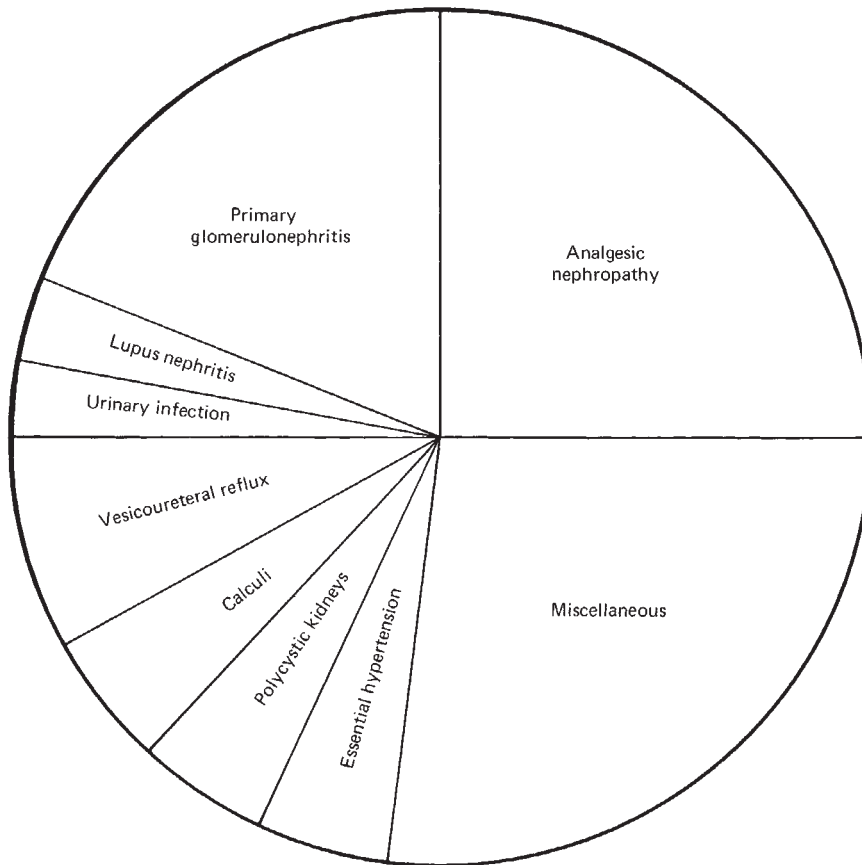 Primary
glomerulonephritis
Analgesic
nephropathy
Lupus nephritis
Urinary infection
Vesicoureteral reflux
Calculi
Polycystic kidneys
Essential hypertension
Miscellaneous